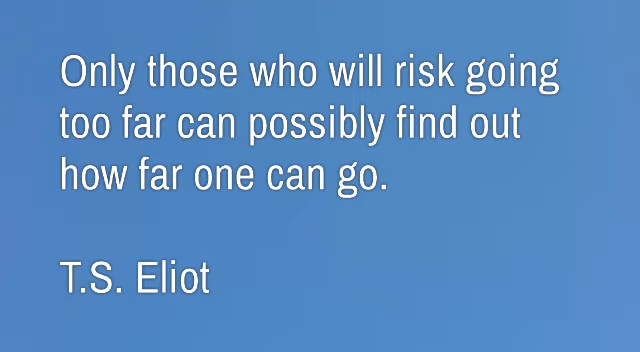 Only those who will risk going
too far can possibly find out
how far one can go.
T.S. Eliot